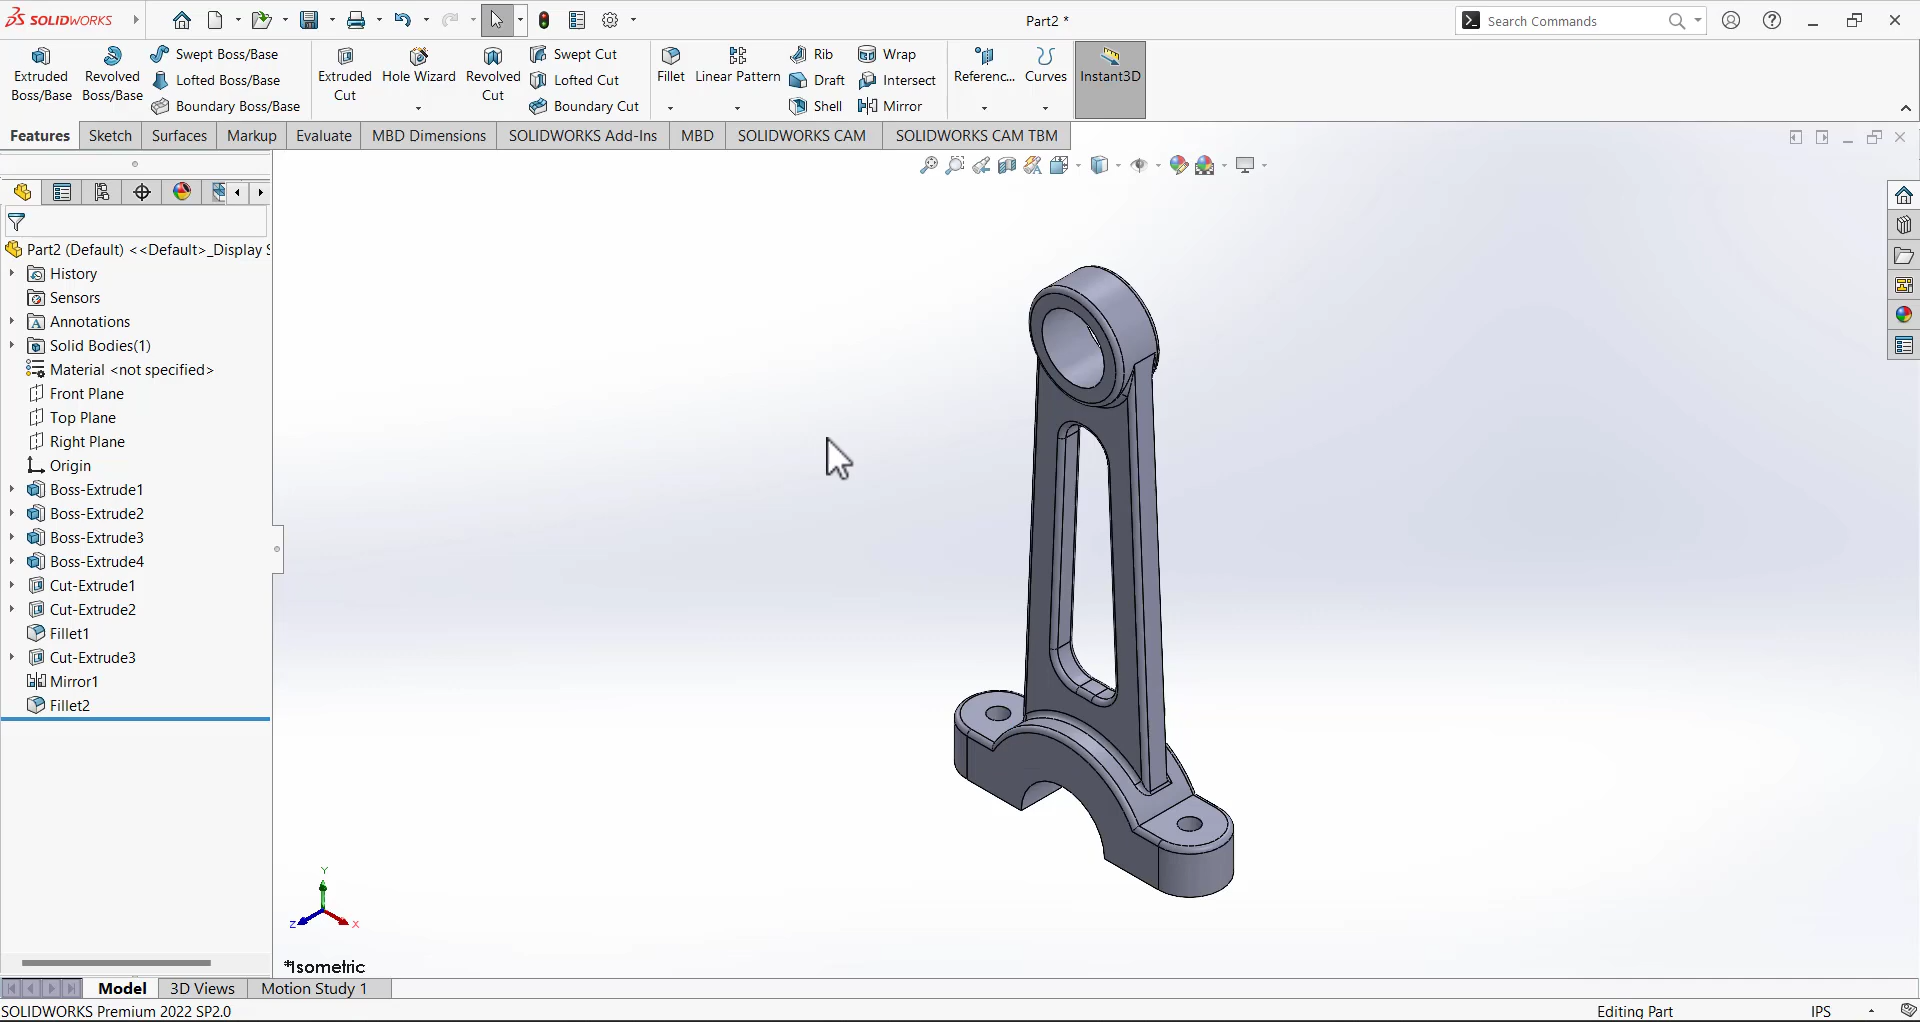 SOLIDWORKS
Part2 *
Search Commands
Extruded Boss/Base
Revolved Boss/Base
Swept Boss/Base
Lofted Boss/Base
Boundary Boss/Base
Extruded Cut
Hole Wizard
Revolved Cut
Swept Cut
Lofted Cut
Boundary Cut
Fillet
Linear Pattern
Rib
Draft
Shell
Wrap
Intersect
Mirror
Referenc...
Curves
Instant3D
Features
Sketch
Surfaces
Markup
Evaluate
MBD Dimensions
SOLIDWORKS Add-Ins
MBD
SOLIDWORKS CAM
SOLIDWORKS CAM TBM
Part2 (Default) <<Default>_Display S
History
Sensors
Annotations
Solid Bodies(1)
Material <not specified>
Front Plane
Top Plane
Right Plane
Origin
Boss-Extrude1
Boss-Extrude2
Boss-Extrude3
Boss-Extrude4
Cut-Extrude1
Cut-Extrude2
Fillet1
Cut-Extrude3
Mirror1
Fillet2
Y
Z
X
*Isometric
Model
3D Views
Motion Study 1
SOLIDWORKS Premium 2022 SP2.0
Editing Part
IPS